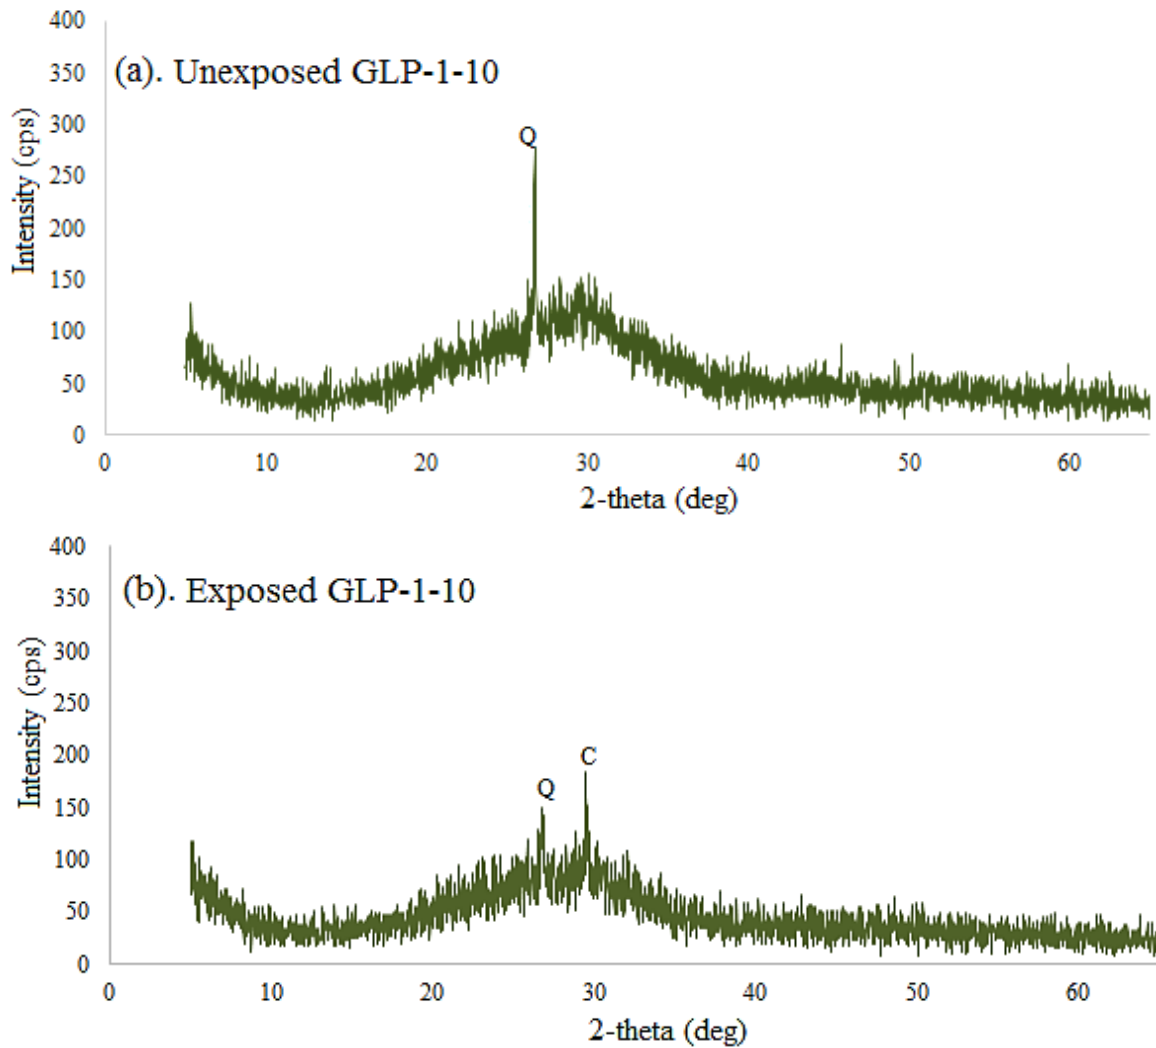 400
350
300
250
200
150
100
50
0
Intensity (cps)
(a). Unexposed GLP-1-10
Q
0 10 20 30 40 50 60
2-theta (deg)
400
350
300
250
200
150
100
50
0
Intensity (cps)
(b). Exposed GLP-1-10
C
Q
0 10 20 30 40 50 60
2-theta (deg)